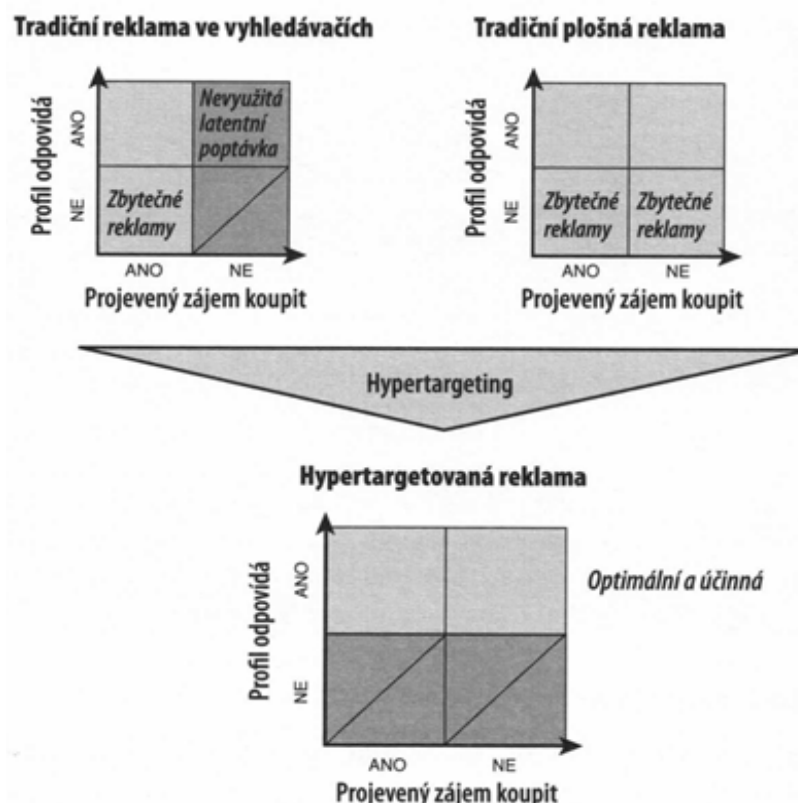 Tradiční reklama ve vyhledávačích
Profil odpovídá
ANO
NE
Nevyužitá
latentní
poptávka
Zbytečné
reklamy
ANO
NE
Projevený zájem koupit
Tradiční plošná reklama
Profil odpovídá
ANO
NE
Zbytečné
reklamy
Zbytečné
reklamy
ANO
NE
Projevený zájem koupit
Hypertargeting
Hypertargetovaná reklama
Profil odpovídá
ANO
NE
Optimální a účinná
ANO
NE
Projevený zájem koupit